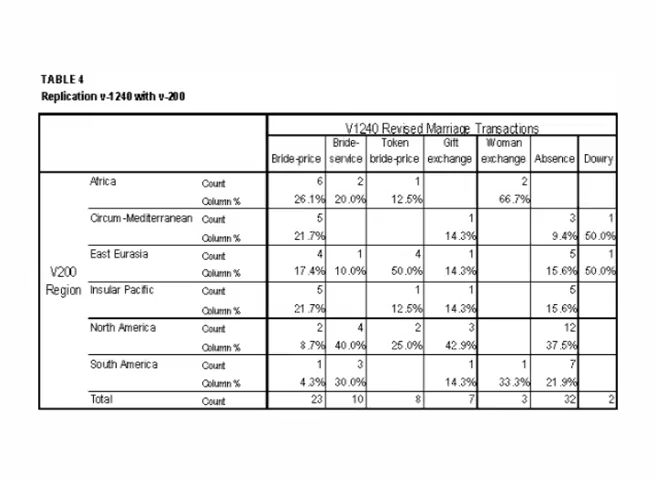 TABLE 4
Replication v-1240 with v-200
V1240 Revised Marriage Transactions
Bride-price Bride-service Token bride-price Gift exchange Woman exchange Absence Dowry
V200 Region
Africa Count 6 2 1 2
Column % 26.1% 20.0% 12.5% 66.7%
Circum-Mediterranean Count 5 1 3 1
Column % 21.7% 14.3% 9.4% 50.0%
East Eurasia Count 4 1 4 1 5 1
Column % 17.4% 10.0% 50.0% 14.3% 15.6% 50.0%
Insular Pacific Count 5 1 1 5
Column % 21.7% 12.5% 14.3% 15.6%
North America Count 2 4 2 3 12
Column % 8.7% 40.0% 25.0% 42.9% 37.5%
South America Count 1 3 1 1 7
Column % 4.3% 30.0% 14.3% 33.3% 21.9%
Total Count 23 10 8 7 3 32 2